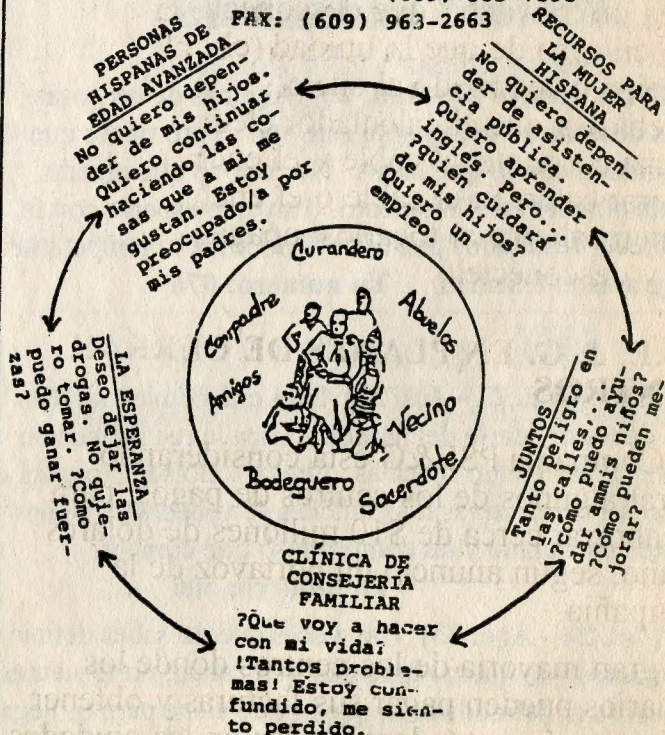 FAX: (609) 963-2663
PERSONAS
HISPANAS DE
EDAD AVANZADA
No quiero depen-
der de mis hijos.
Quiero continuar
haciendo las co-
sas que a mi me
gustan. Estoy
preocupado/a por
mis padres.
RECURSOS PARA
LA MUJER
HISPANA
No quiero depen-
der de asisten-
cia pública.
Quiero aprender
inglés, pero...
?quién cuidara
de mis hijos?
Quiero un
empleo.
Curandero
Compadre
Abuelos
Amigos
Vecino
Bodeguero
Sacerdote
LA ESPERANZA
Deseo dejar las
drogas. No quie-
ro tomar. ?Como
puedo ganar fuer-
zas?
JUNTOS
Tanto peligro en
las calles,...
?cómo puedo ayu-
dar ammis niños?
?Cómo pueden me-
jorar?
CLÍNICA DE
CONSEJERÍA
FAMILIAR
?Que voy a hacer
con mi vida?
!Tantos proble-
mas! Estoy con-
fundido, me sien-
to perdido.